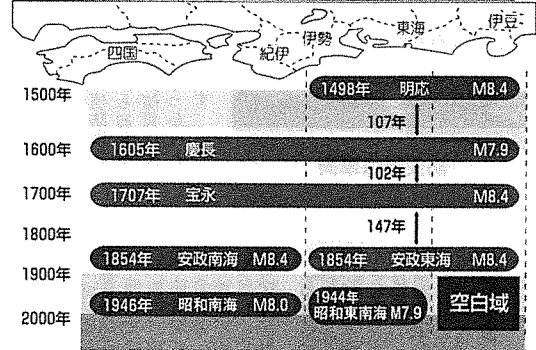 四国
紀伊
伊勢
東海
伊豆
1500年
1498年 明応 M8.4
107年
1600年
1605年 慶長 M7.9
102年
1700年
1707年 宝永 M8.4
147年
1800年
1854年 安政南海 M8.4
1854年 安政東海 M8.4
1900年
1946年 昭和南海 M8.0
1944年
昭和東南海 M7.9
空白域
2000年